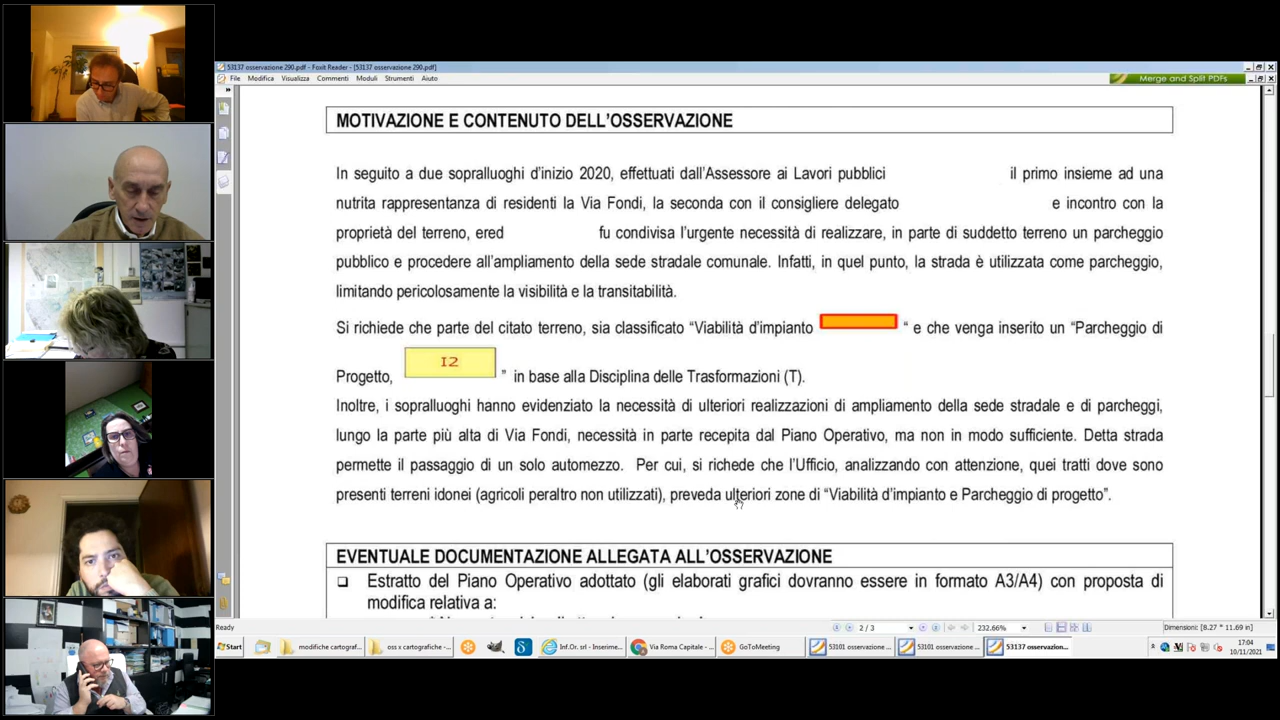 53137 osservazione 290.pdf - Foxit Reader - [53137 osservazione 290.pdf]
File Modifica Visualizza Commenti Moduli Strumenti Aiuto
Merge and Split PDFs
MOTIVAZIONE E CONTENUTO DELL'OSSERVAZIONE
In seguito a due sopralluoghi d'inizio 2020, effettuati dall'Assessore ai Lavori pubblici il primo insieme ad una
nutrita rappresentanza di residenti la Via Fondi, la seconda con il consigliere delegato e incontro con la
proprietà del terreno, ered fu condivisa l'urgente necessità di realizzare, in parte di suddetto terreno un parcheggio
pubblico e procedere all'ampliamento della sede stradale comunale. Infatti, in quel punto, la strada è utilizzata come parcheggio,
limitando pericolosamente la visibilità e la transitabilità.
Si richiede che parte del citato terreno, sia classificato "Viabilità d'impianto " e che venga inserito un "Parcheggio di
Progetto, I2 " in base alla Disciplina delle Trasformazioni (T).
Inoltre, i sopralluoghi hanno evidenziato la necessità di ulteriori realizzazioni di ampliamento della sede stradale e di parcheggi,
lungo la parte più alta di Via Fondi, necessità in parte recepita dal Piano Operativo, ma non in modo sufficiente. Detta strada
permette il passaggio di un solo automezzo. Per cui, si richede che l'Ufficio, analizzando con attenzione, quei tratti dove sono
presenti terreni idonei (agricoli peraltro non utilizzati), preveda ulteriori zone di "Viabilità d'impianto e Parcheggio di progetto".
EVENTUALE DOCUMENTAZIONE ALLEGATA ALL'OSSERVAZIONE
Estratto del Piano Operativo adottato (gli elaborati grafici dovranno essere in formato A3/A4) con proposta di
modifica relativa a:
Ready 2 / 3 232.66% Dimensioni: [8.27 * 11.69 in]
Start modifiche cartograf... oss x cartografiche -... Inf.Or. srl - Inserime... Via Roma Capitale -... GoToMeeting 53101 osservazione ... 53101 osservazione ... 53137 osservazion... 17:04
10/11/2021